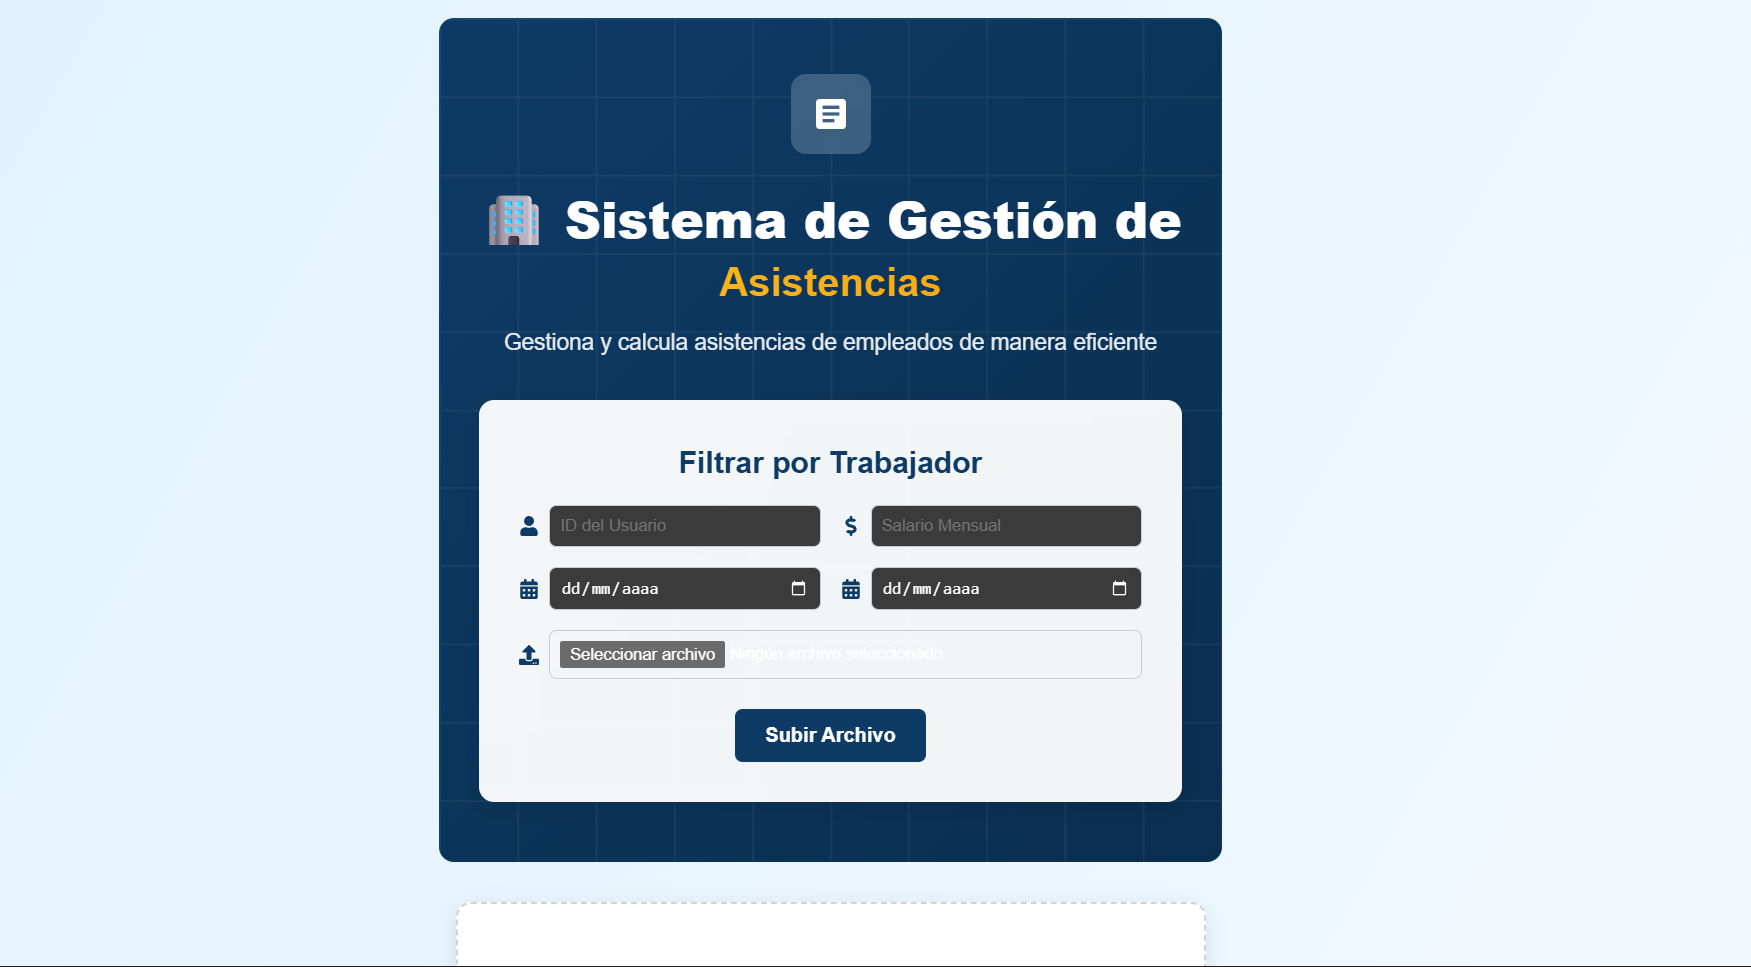 Sistema de Gestión de
Asistencias
Gestiona y calcula asistencias de empleados de manera eficiente
Filtrar por Trabajador
ID del Usuario
Salario Mensual
dd/mm/aaaa
dd/mm/aaaa
Seleccionar archivo Ningún archivo seleccionado
Subir Archivo